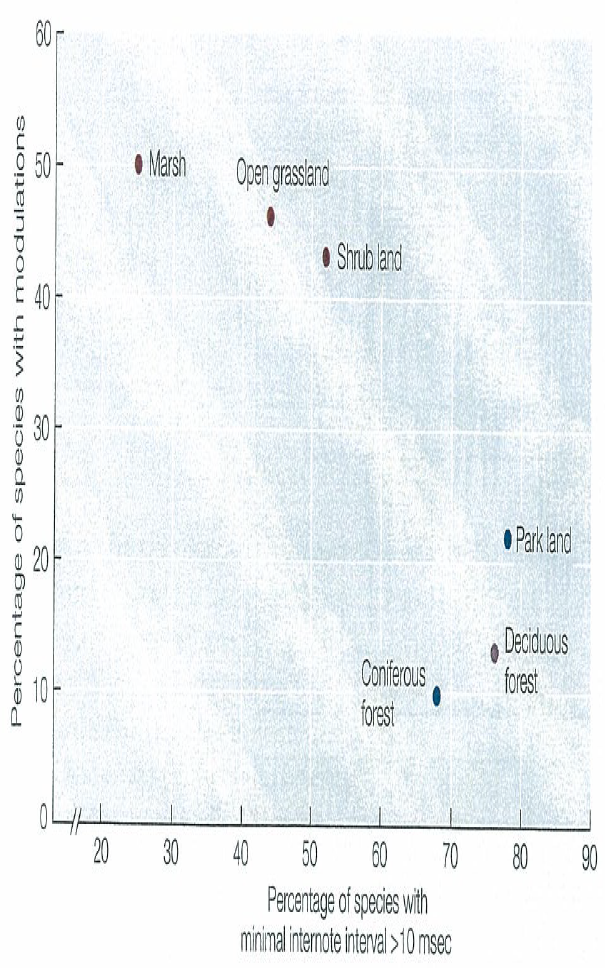 Percentage of species with modulations
60
50
40
30
20
10
0
Marsh
Open grassland
Shrub land
Park land
Deciduous
forest
Coniferous
forest
20 30 40 50 60 70 80 90
Percentage of species with
minimal internote interval >10 msec